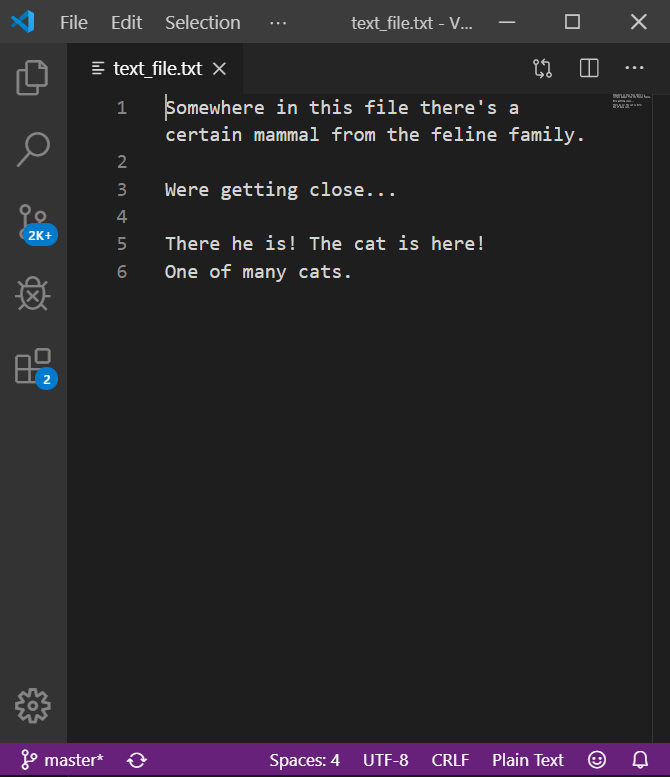 File Edit Selection ··· text_file.txt - V...
text_file.txt
1 Somewhere in this file there's a
certain mammal from the feline family.
2
3 Were getting close...
4
5 There he is! The cat is here!
6 One of many cats.
2K+
2
master* Spaces: 4 UTF-8 CRLF Plain Text